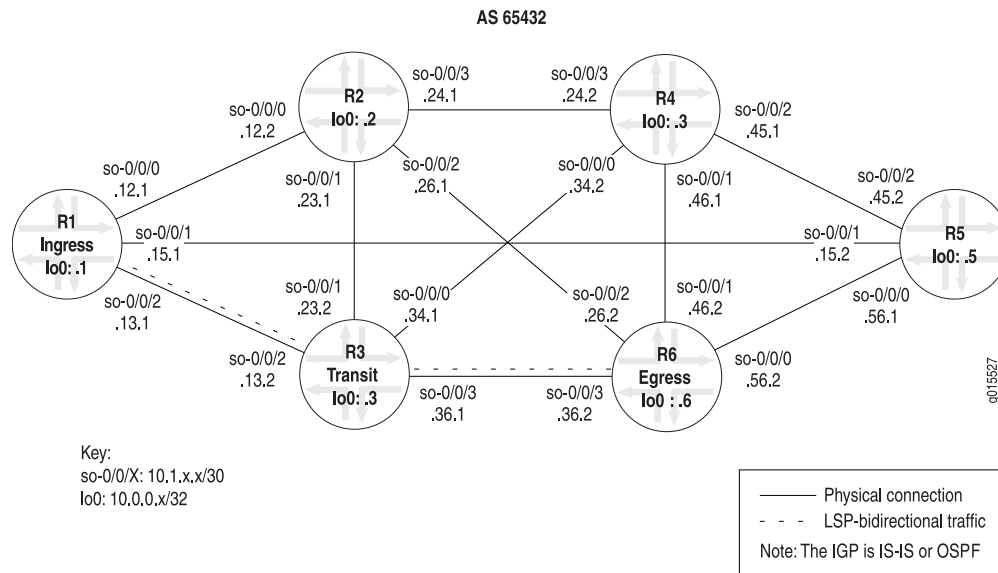 AS 65432
R2
lo0: .2
so-0/0/3
.24.1
so-0/0/3
.24.2
R4
lo0: .3
so-0/0/0
.12.2
so-0/0/2
.45.1
so-0/0/0
.12.1
so-0/0/1
.23.1
so-0/0/2
.26.1
so-0/0/0
.34.2
so-0/0/1
.46.1
so-0/0/2
.45.2
R1
Ingress
lo0: .1
so-0/0/1
.15.1
so-0/0/1
.15.2
R5
lo0: .5
so-0/0/2
.13.1
so-0/0/1
.23.2
so-0/0/0
.34.1
so-0/0/2
.26.2
so-0/0/1
.46.2
so-0/0/0
.56.1
so-0/0/2
.13.2
R3
Transit
lo0: .3
so-0/0/3
.36.1
so-0/0/3
.36.2
R6
Egress
lo0 : .6
so-0/0/0
.56.2
g015527
Key:
so-0/0/X: 10.1.x.x/30
lo0: 10.0.0.x/32
Physical connection
LSP-bidirectional traffic
Note: The IGP is IS-IS or OSPF